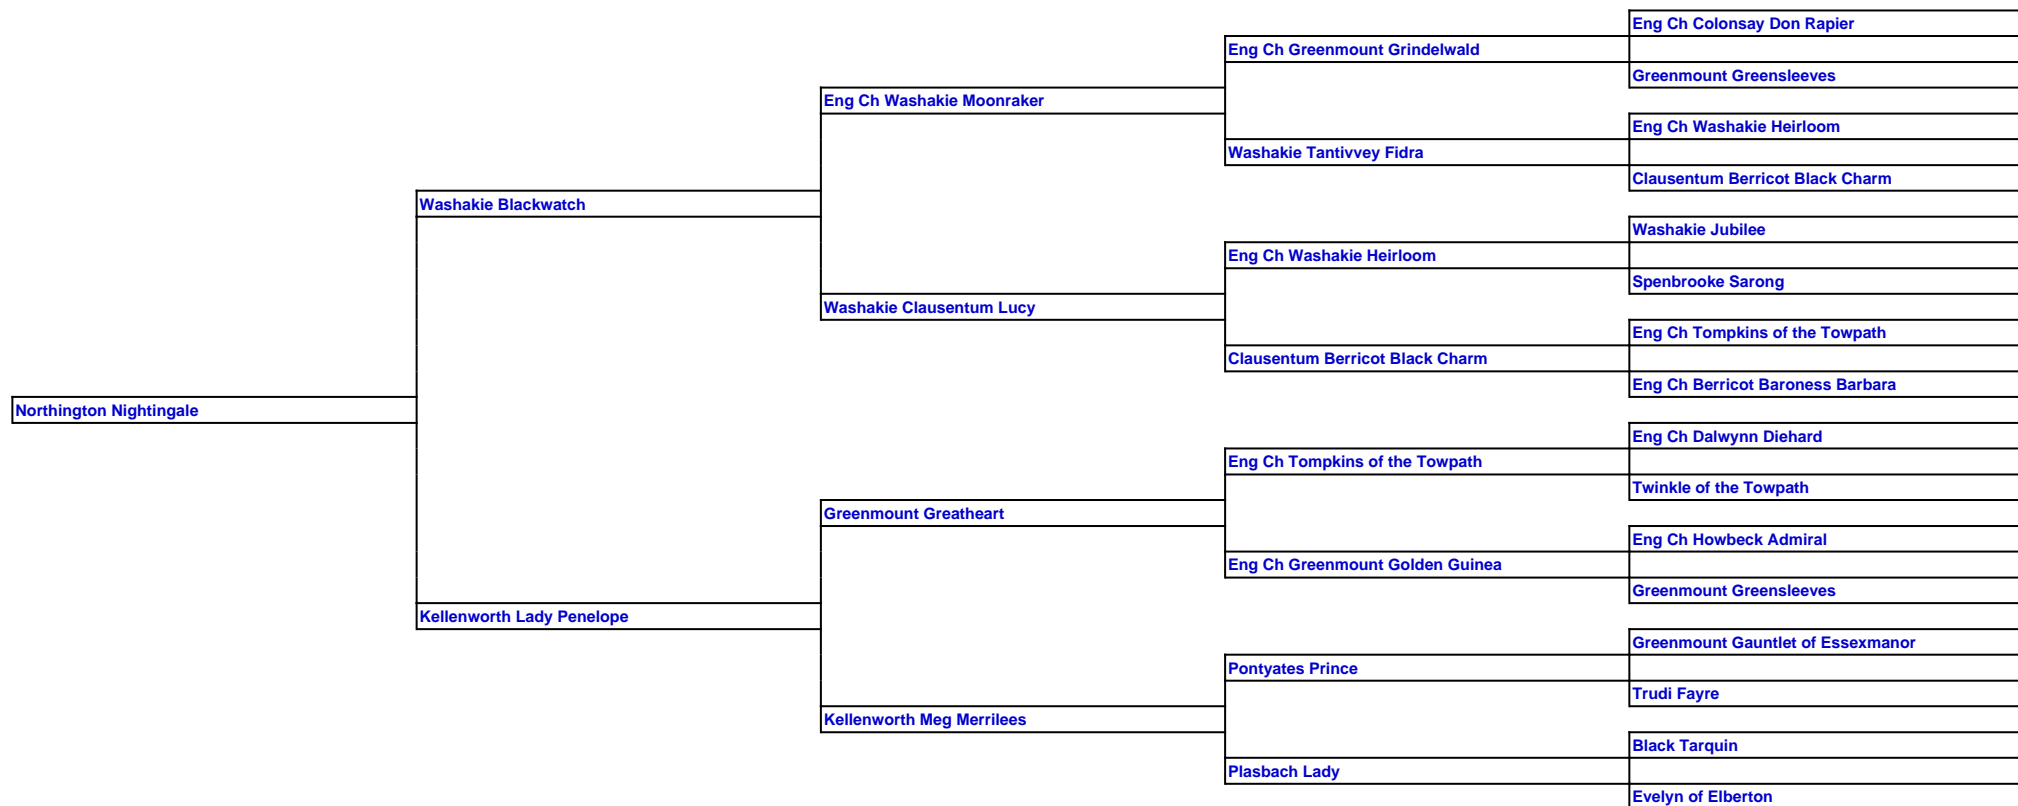 Eng Ch Colonsay Don Rapier
Eng Ch Greenmount Grindelwald
Greenmount Greensleeves
Eng Ch Washakie Moonraker
Eng Ch Washakie Heirloom
Washakie Tantivvey Fidra
Clausentum Berricot Black Charm
Washakie Blackwatch
Washakie Jubilee
Eng Ch Washakie Heirloom
Spenbrooke Sarong
Washakie Clausentum Lucy
Eng Ch Tompkins of the Towpath
Clausentum Berricot Black Charm
Eng Ch Berricot Baroness Barbara
Northington Nightingale
Eng Ch Dalwynn Diehard
Eng Ch Tompkins of the Towpath
Twinkle of the Towpath
Greenmount Greatheart
Eng Ch Howbeck Admiral
Eng Ch Greenmount Golden Guinea
Greenmount Greensleeves
Kellenworth Lady Penelope
Greenmount Gauntlet of Essexmanor
Pontyates Prince
Trudi Fayre
Kellenworth Meg Merrilees
Black Tarquin
Plasbach Lady
Evelyn of Elberton